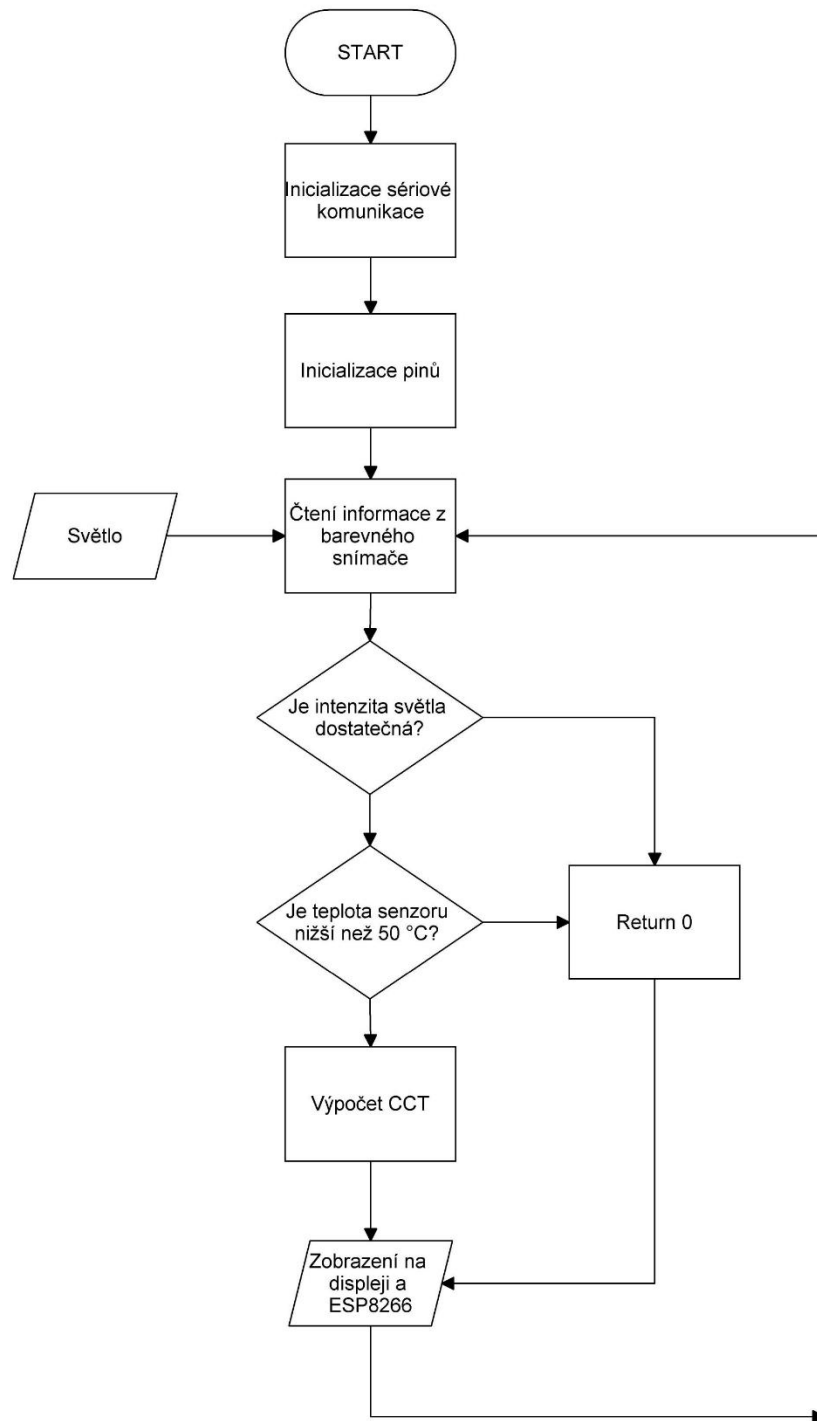 START
Inicializace sériové
komunikace
Inicializace pinů
Světlo
Čtení informace z
barevného
snímače
Je intenzita světla
dostatečná?
Je teplota senzoru
nižší než 50 °C?
Return 0
Výpočet CCT
Zobrazení na
displeji a
ESP8266